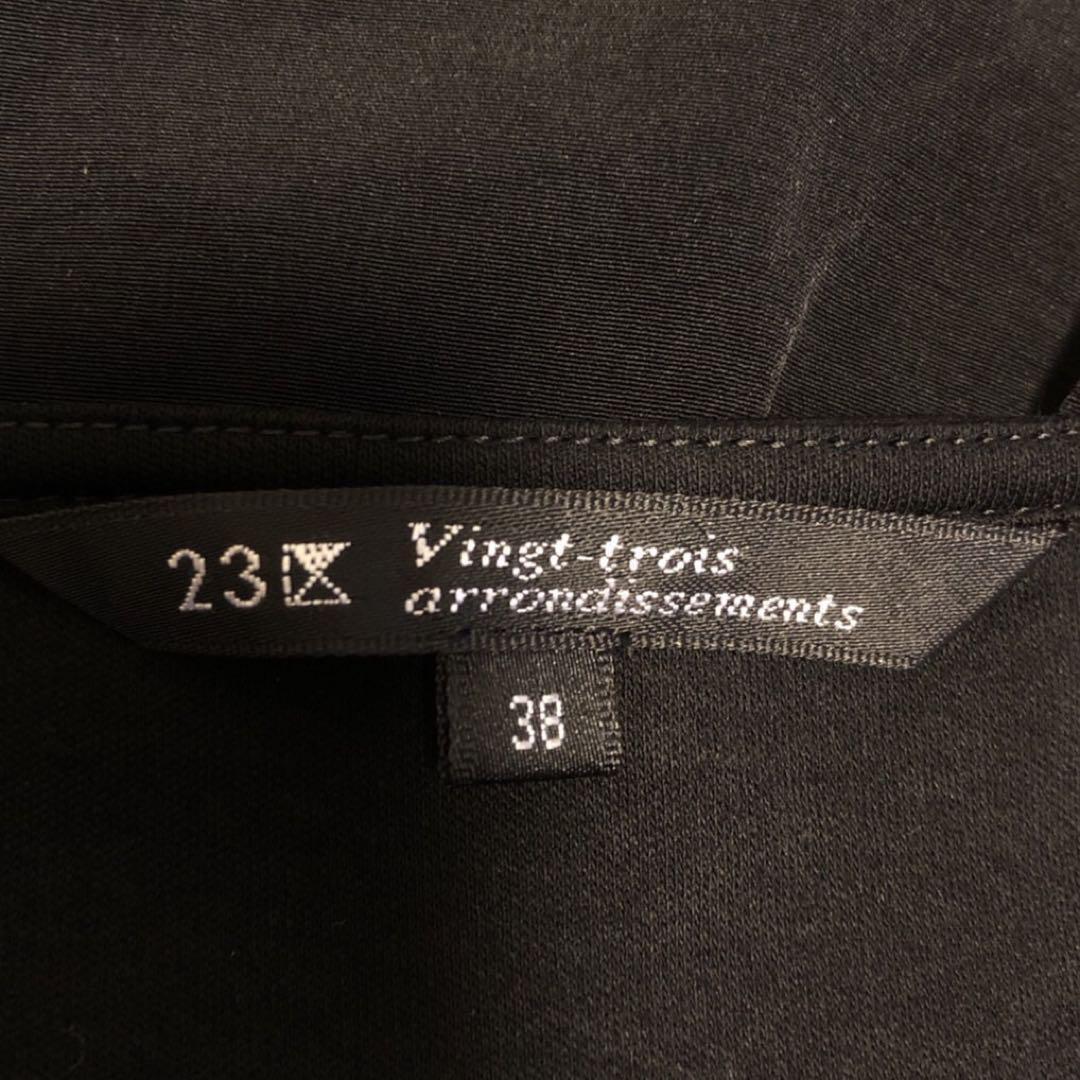 23区 Vingt-trois
arrondissements
38